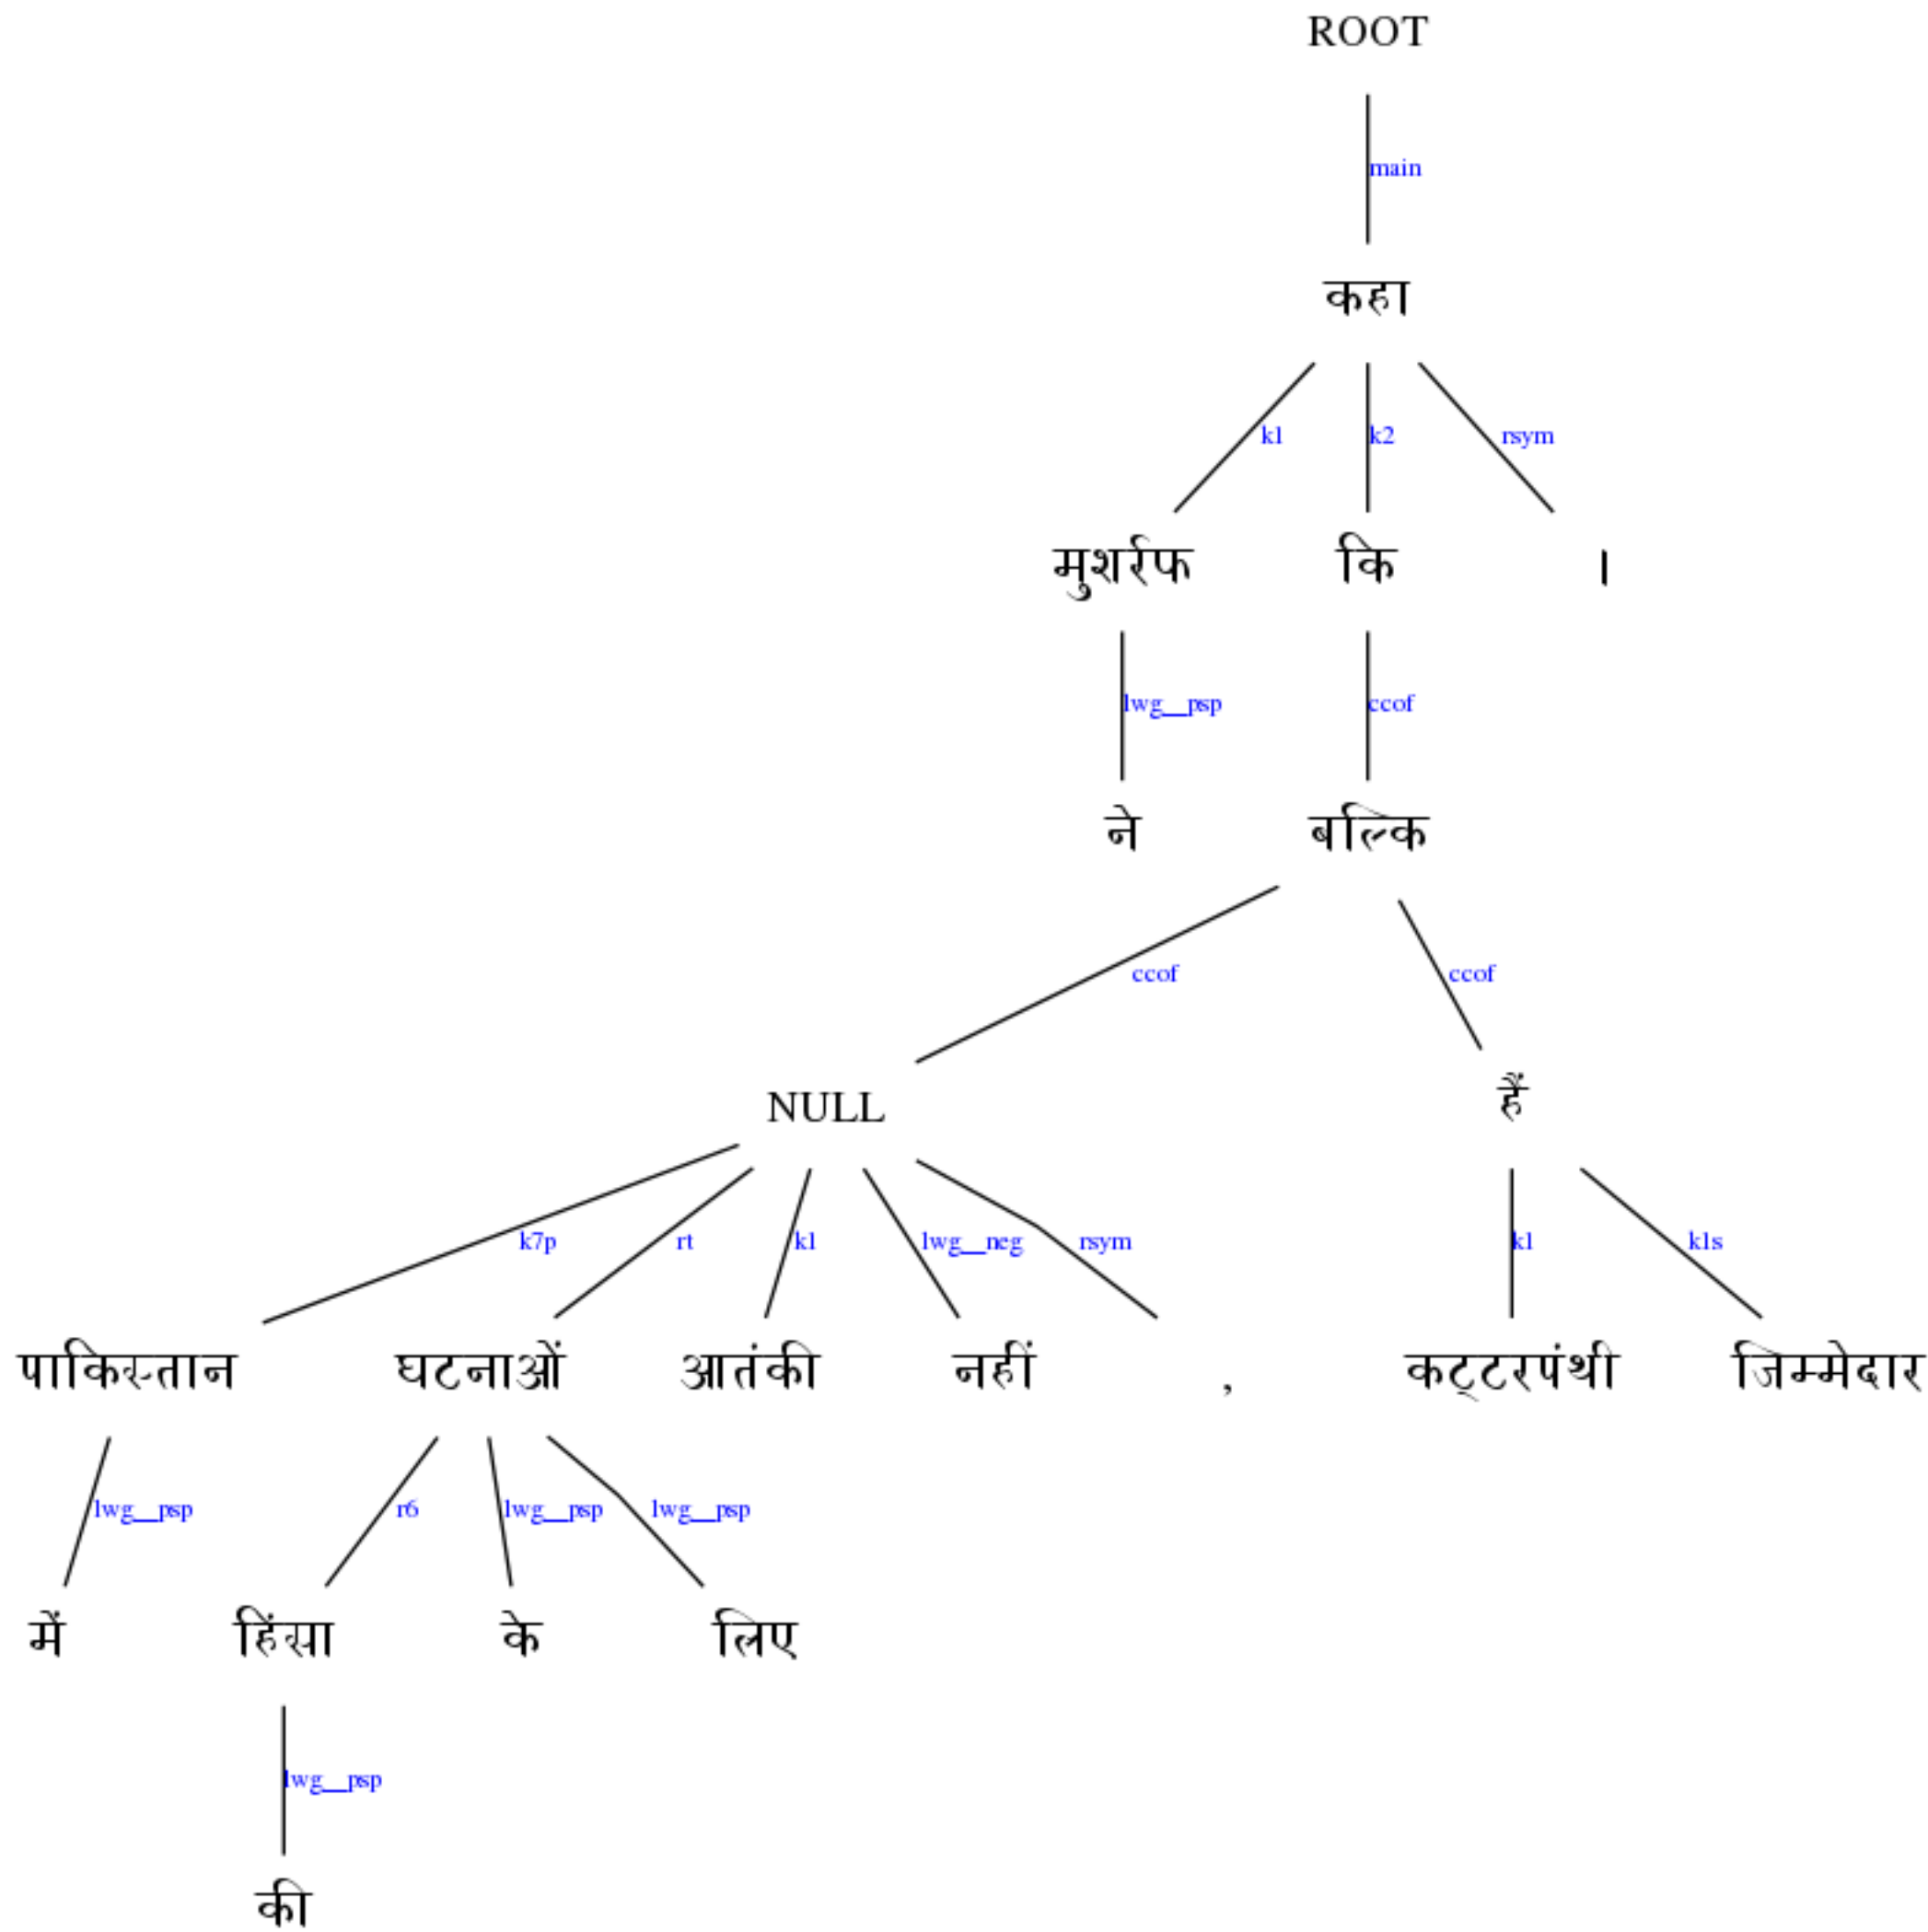 ROOT
main
कहा
k1 k2 rsym
मुशर्रफ कि ।
lwg__psp ccof
ने बल्कि
ccof ccof
NULL हैं
k7p rt k1 lwg__neg rsym k1 k1s
पाकिस्तान घटनाओं आतंकी नहीं , कट्टरपंथी जिम्मेदार
lwg__psp r6 lwg__psp lwg__psp
में हिंसा के लिए
lwg__psp
की